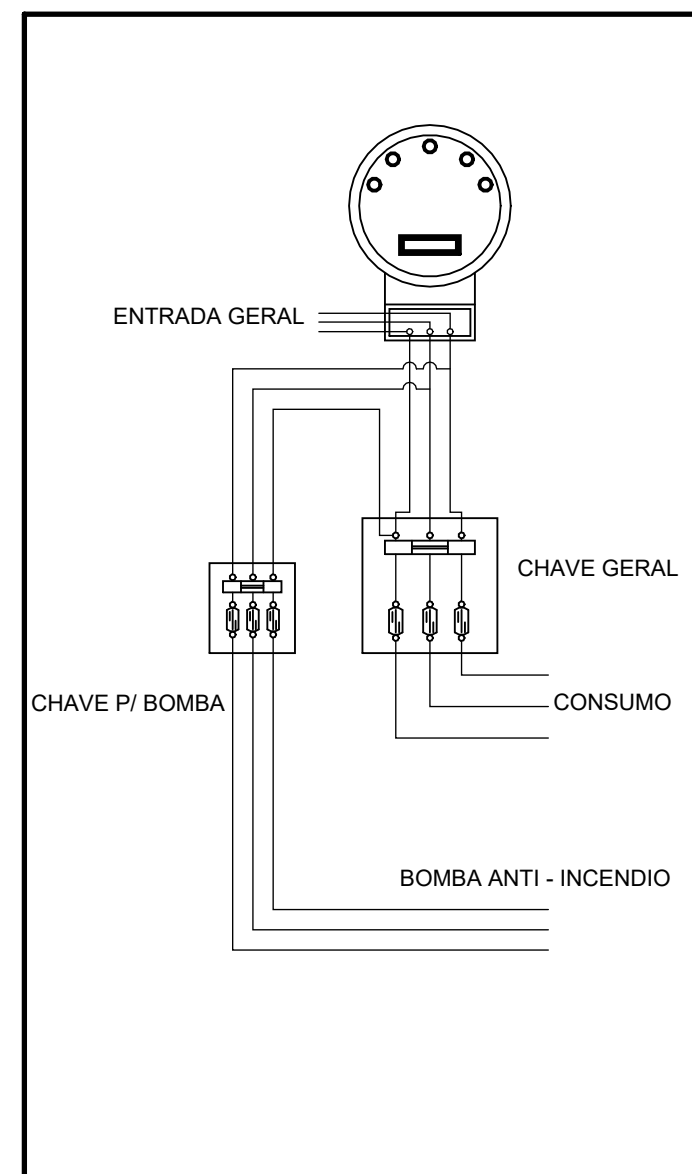 ENTRADA GERAL
CHAVE GERAL
CHAVE P/ BOMBA
CONSUMO
BOMBA ANTI - INCENDIO